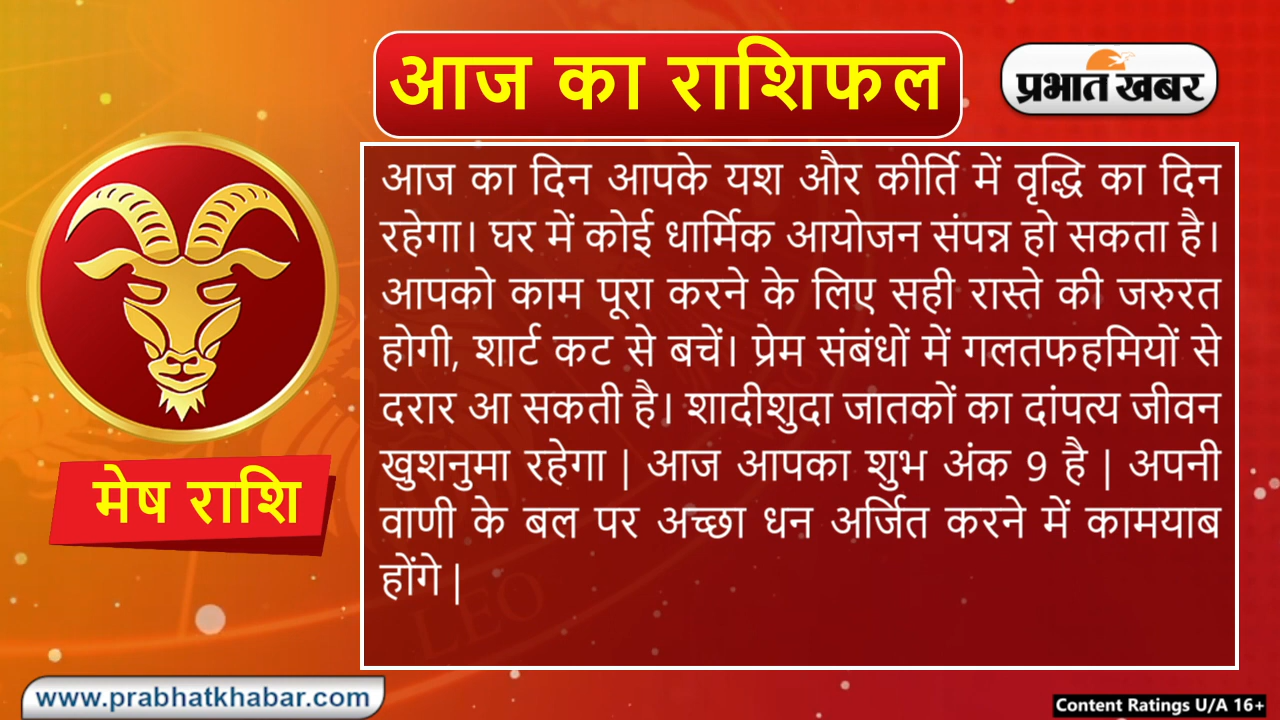 आज का राशिफल
प्रभात खबर
आज का दिन आपके यश और कीर्ति में वृद्धि का दिन
रहेगा। घर में कोई धार्मिक आयोजन संपन्न हो सकता है।
आपको काम पूरा करने के लिए सही रास्ते की जरुरत
होगी, शार्ट कट से बचें। प्रेम संबंधों में गलतफहमियों से
दरार आ सकती है। शादीशुदा जातकों का दांपत्य जीवन
खुशनुमा रहेगा | आज आपका शुभ अंक 9 है | अपनी
वाणी के बल पर अच्छा धन अर्जित करने में कामयाब
होंगे |
मेष राशि
LEO
www.prabhatkhabar.com
Content Ratings U/A 16+